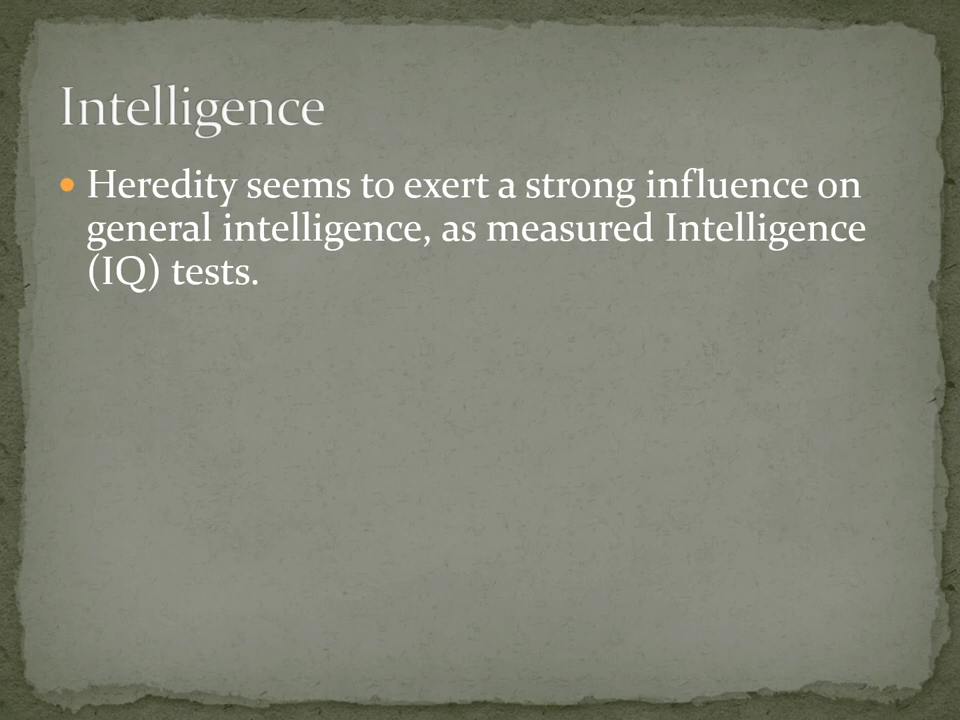 Intelligence
• Heredity seems to exert a strong influence on
general intelligence, as measured Intelligence
(IQ) tests.